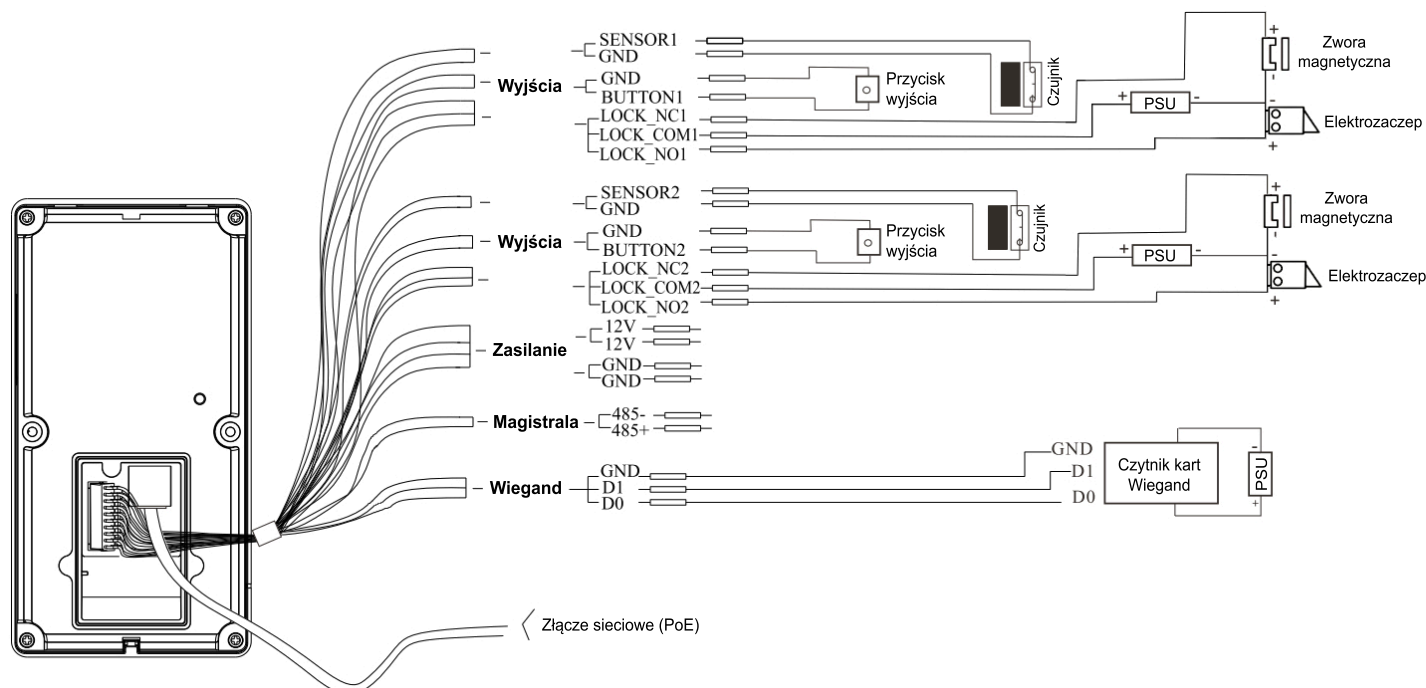 SENSOR1
GND
Wyjścia
GND
BUTTON1
LOCK_NC1
LOCK_COM1
LOCK_NO1
Przycisk
wyjścia
Czujnik
+ PSU -
+
Zwora
magnetyczna
-
-
Elektrozaczep
+
SENSOR2
GND
Wyjścia
GND
BUTTON2
LOCK_NC2
LOCK_COM2
LOCK_NO2
Przycisk
wyjścia
Czujnik
+ PSU -
+
Zwora
magnetyczna
-
-
Elektrozaczep
+
Zasilanie
12V
12V
GND
GND
Magistrala
485-
485+
Wiegand
GND
D1
D0
GND
D1
D0
Czytnik kart
Wiegand
-
PSU
+
Złącze sieciowe (PoE)